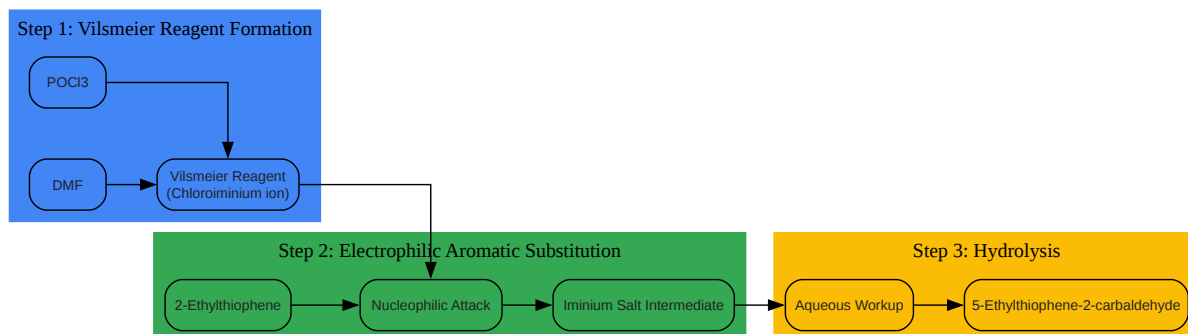 Step 1: Vilsmeier Reagent Formation
POCl3
DMF
Vilsmeier Reagent
(Chloroiminium ion)
Step 2: Electrophilic Aromatic Substitution
2-Ethylthiophene
Nucleophilic Attack
Iminium Salt Intermediate
Step 3: Hydrolysis
Aqueous Workup
5-Ethylthiophene-2-carbaldehyde